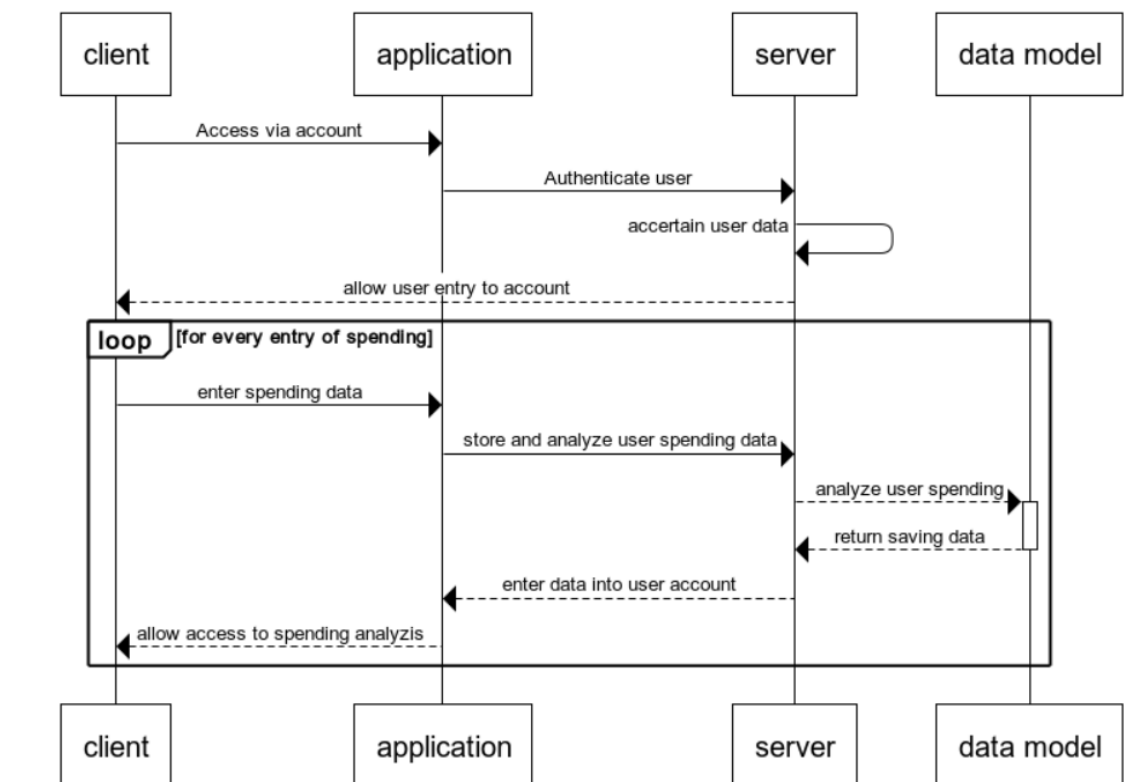 client
application
server
data model
Access via account
Authenticate user
accertain user data
allow user entry to account
loop [for every entry of spending]
enter spending data
store and analyze user spending data
analyze user spending
return saving data
enter data into user account
allow access to spending analyzis
client
application
server
data model